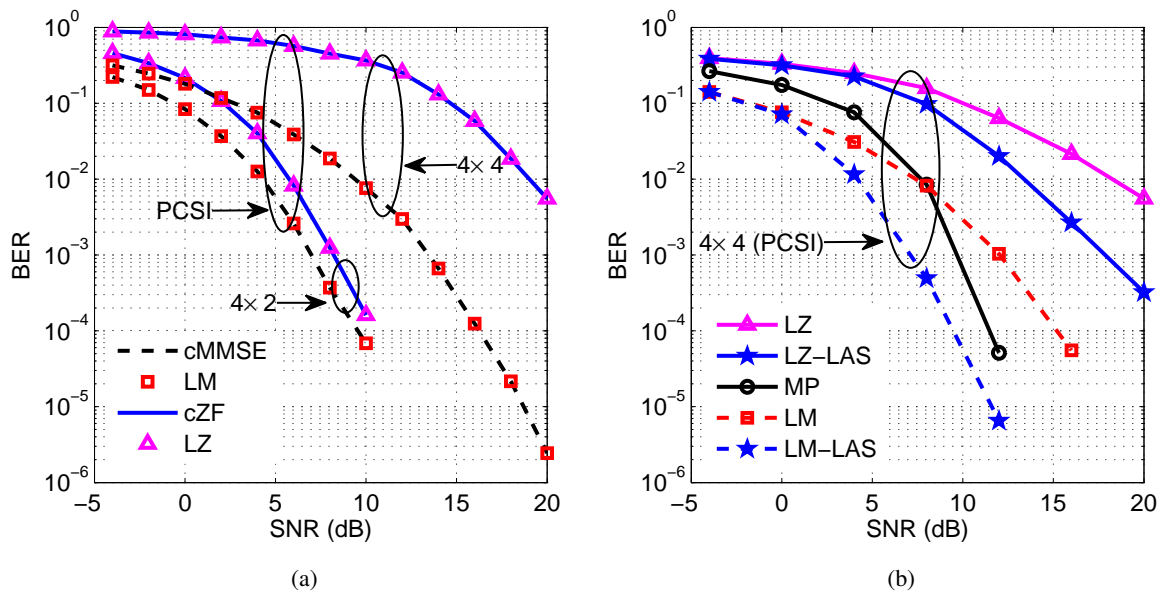 10^0
10^-1
10^-2
10^-3
10^-4
10^-5
10^-6
BER
−5 0 5 10 15 20
SNR (dB)
PCSI
4× 4
4× 2
cMMSE
LM
cZF
LZ
(a)
10^0
10^-1
10^-2
10^-3
10^-4
10^-5
10^-6
BER
−5 0 5 10 15 20
SNR (dB)
4× 4 (PCSI)
LZ
LZ−LAS
MP
LM
LM−LAS
(b)